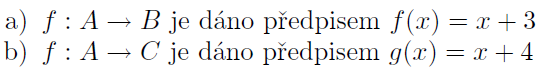 a) f : A → B je dáno předpisem f(x) = x + 3
b) f : A → C je dáno předpisem g(x) = x + 4